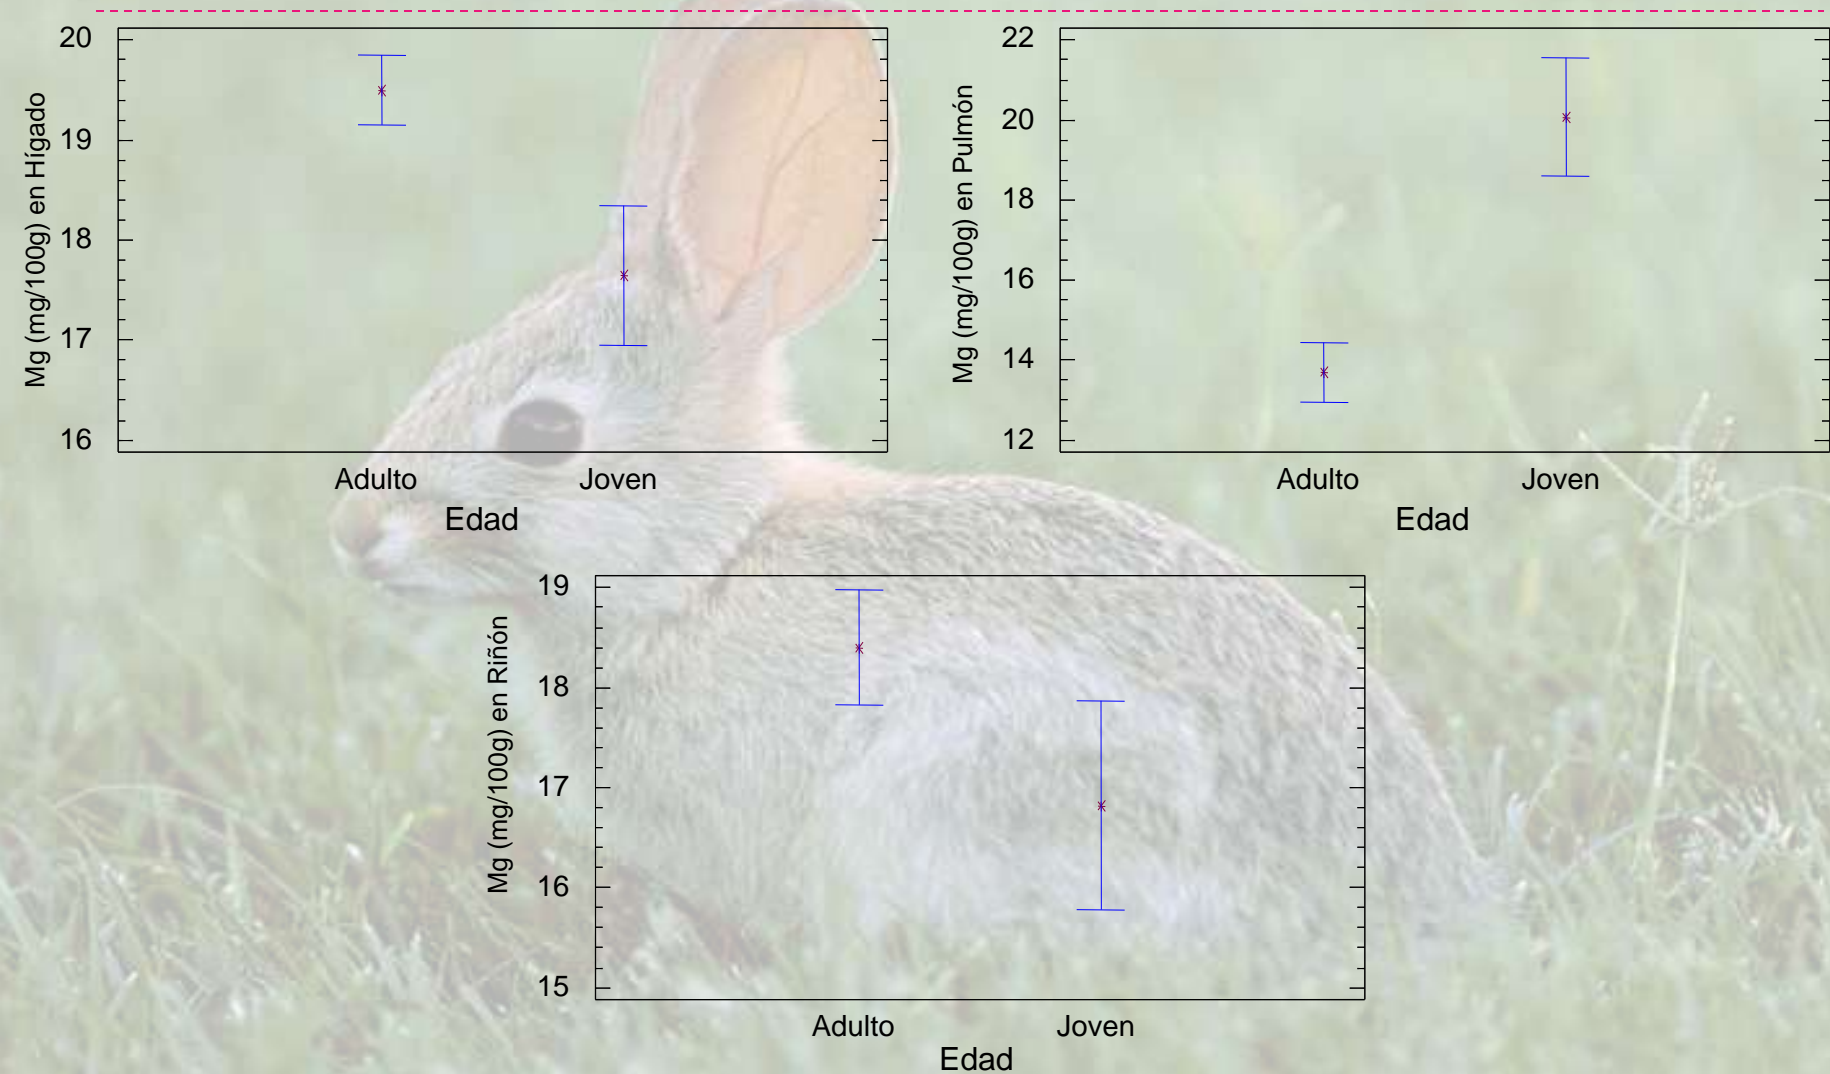 Mg (mg/100g) en Hígado
20
19
18
17
16
Adulto Joven
Edad
Mg (mg/100g) en Pulmón
22
20
18
16
14
12
Adulto Joven
Edad
Mg (mg/100g) en Riñón
19
18
17
16
15
Adulto Joven
Edad